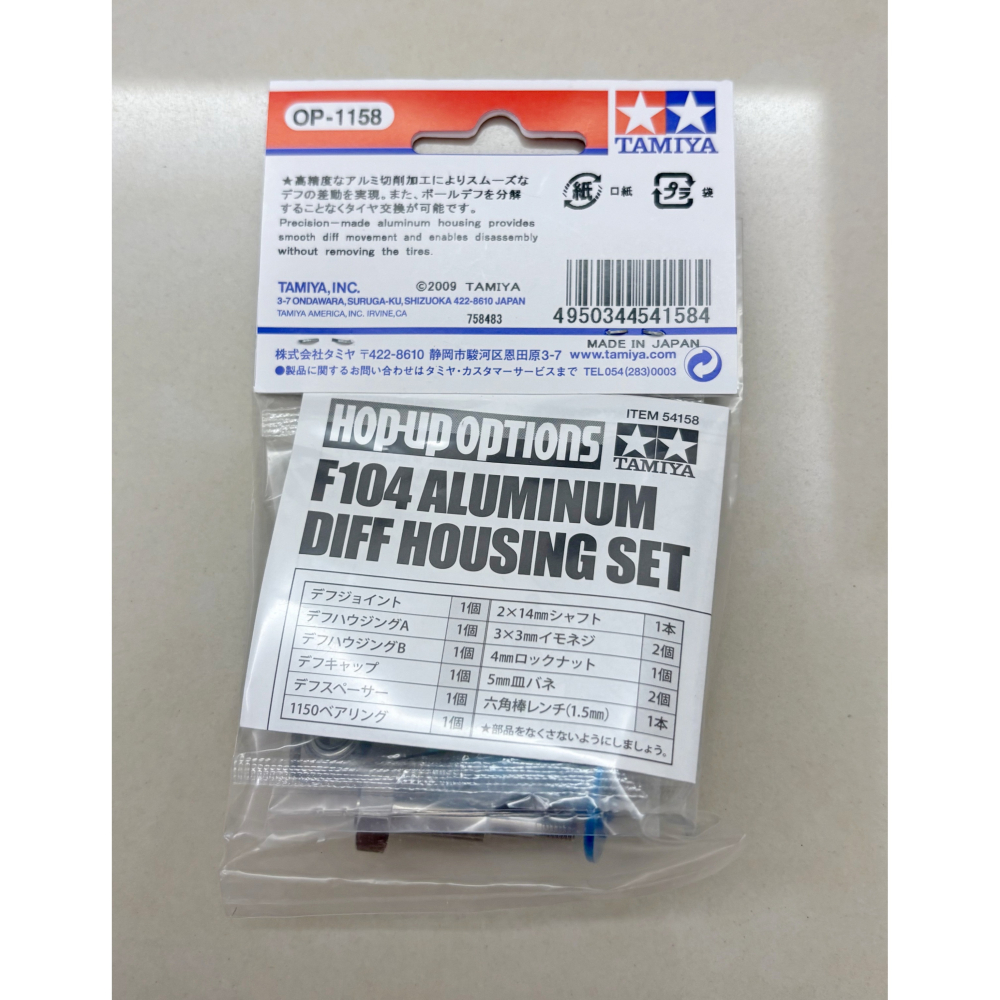 OP-1158
TAMIYA
★高精度なアルミ切削加工によりスムーズな
デフの差動を実現。また、ボールデフを分解
することなくタイヤ交換が可能です。
Precision-made aluminum housing provides
smooth diff movement and enables disassembly
without removing the tires.
紙 口紙 プラ 袋
TAMIYA, INC. ©2009 TAMIYA
3-7 ONDAWARA, SURUGA-KU, SHIZUOKA 422-8610 JAPAN
TAMIYA AMERICA, INC. IRVINE, CA 758483
4950344541584
MADE IN JAPAN
株式会社タミヤ 〒422-8610 静岡市駿河区恩田原3-7 www.tamiya.com
●製品に関するお問い合わせはタミヤ・カスタマーサービスまで TEL054(283)0003
HOP-UP OPTIONS
ITEM 54158
TAMIYA
F104 ALUMINUM
DIFF HOUSING SET
デフジョイント 1個 2×14㎜シャフト 1本
デフハウジングA 1個 3×3㎜イモネジ 2個
デフハウジングB 1個 4㎜ロックナット 1個
デフキャップ 1個 5㎜皿バネ 2個
デフスペーサー 1個 六角棒レンチ(1.5㎜) 1本
1150ベアリング 1個 ★部品をなくさないようにしましょう。